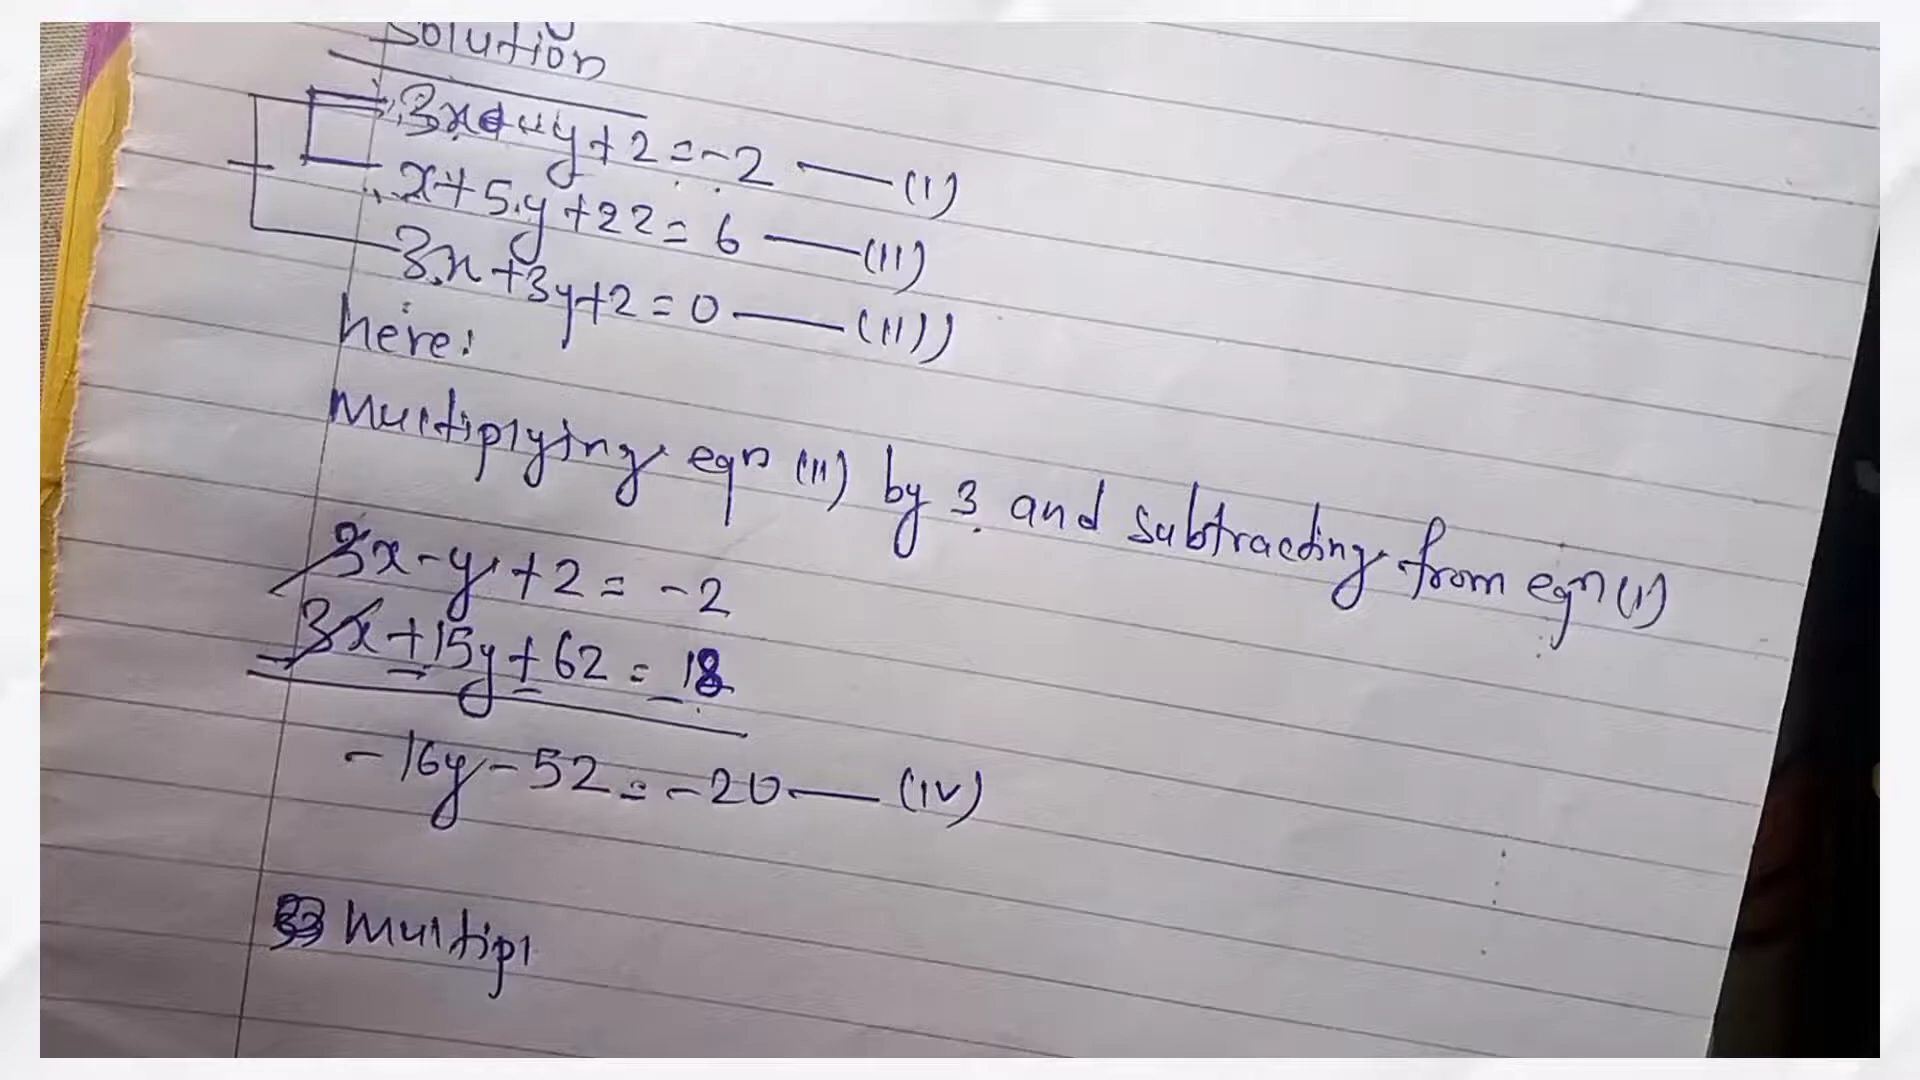 Solution
3x - y + z = -2 — (I)
x + 5y + 2z = 6 — (II)
3x + 3y + z = 0 — (III)
here:
Multiplying eqn (II) by 3 and subtracting from eqn (I)
3x - y + z = -2
3x + 15y + 6z = 18
- 16y - 5z = -20 — (IV)
Multipl